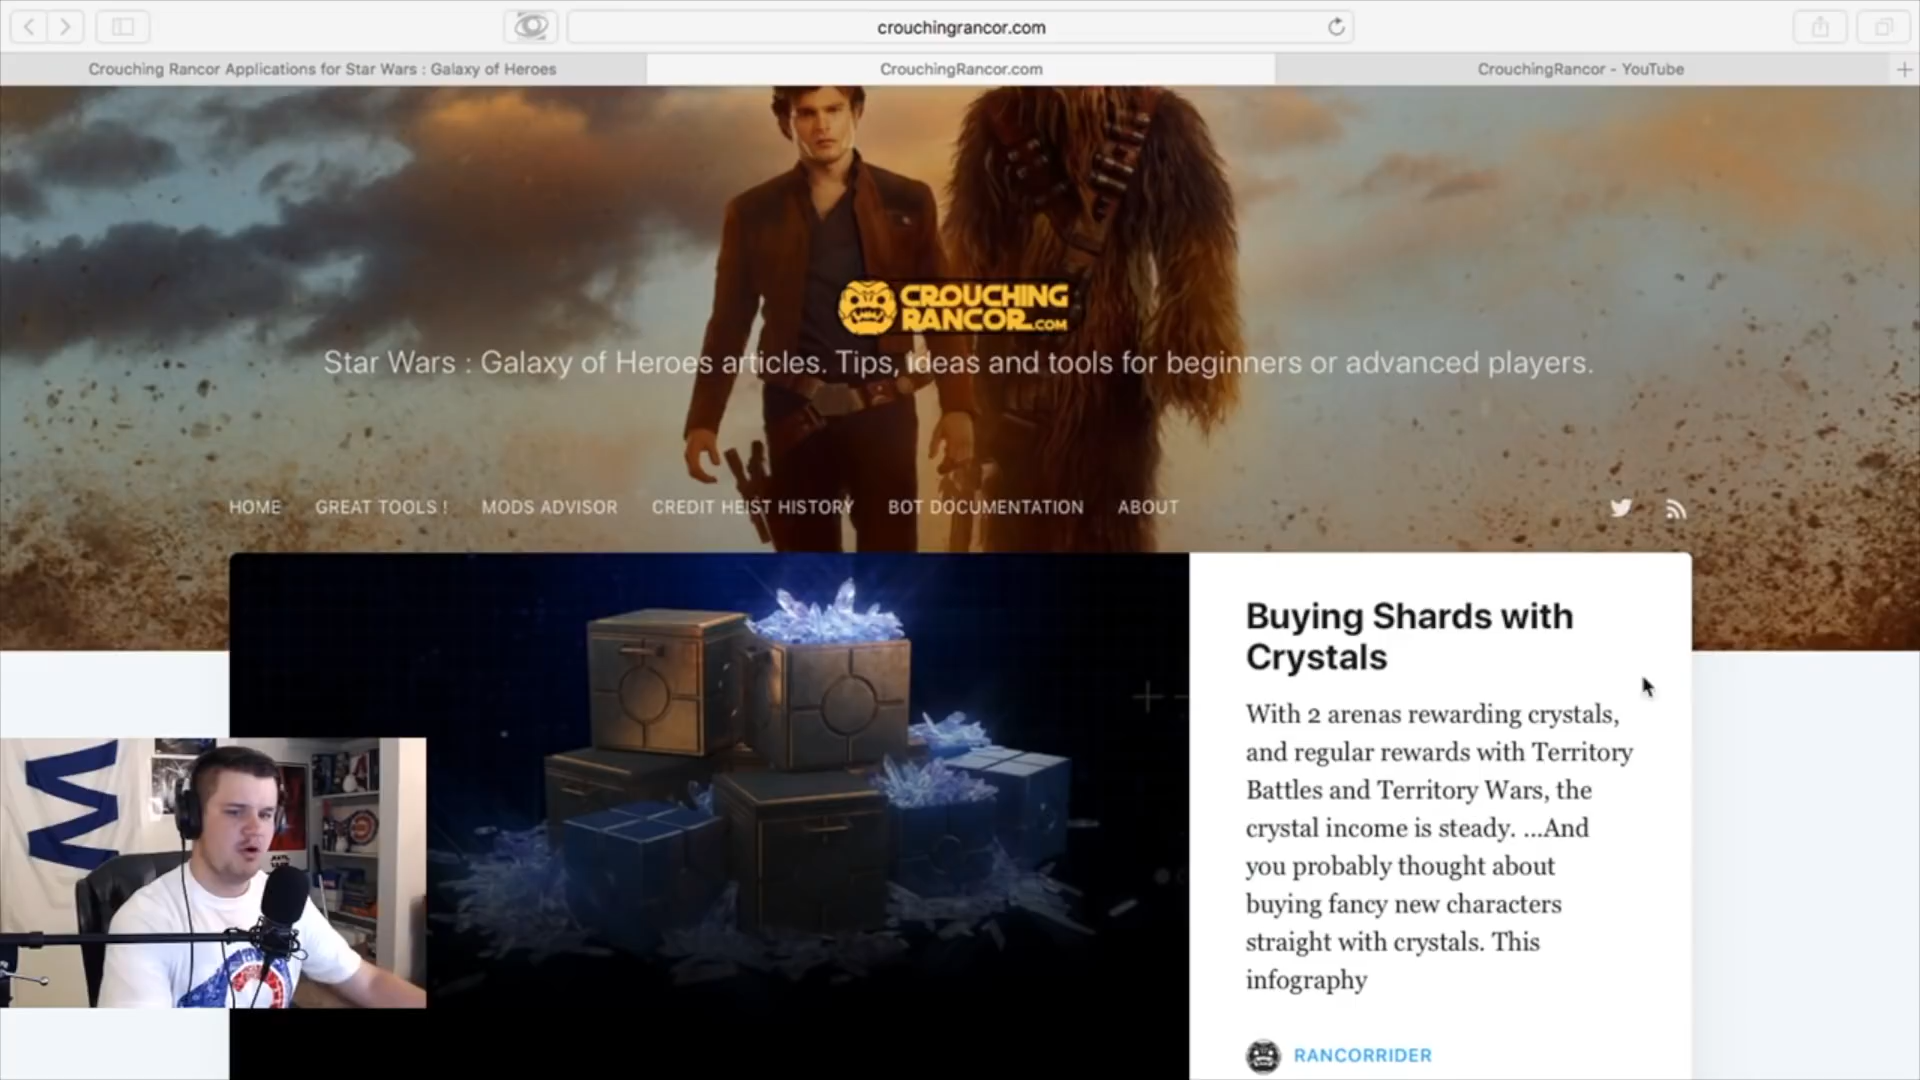 crouchingrancor.com
Crouching Rancor Applications for Star Wars : Galaxy of Heroes
CrouchingRancor.com
CrouchingRancor - YouTube
CROUCHING
RANCOR.COM
Star Wars : Galaxy of Heroes articles. Tips, ideas and tools for beginners or advanced players.
HOME
GREAT TOOLS !
MODS ADVISOR
CREDIT HEIST HISTORY
BOT DOCUMENTATION
ABOUT
Buying Shards with
Crystals
With 2 arenas rewarding crystals,
and regular rewards with Territory
Battles and Territory Wars, the
crystal income is steady. ...And
you probably thought about
buying fancy new characters
straight with crystals. This
infography
RANCORRIDER
W